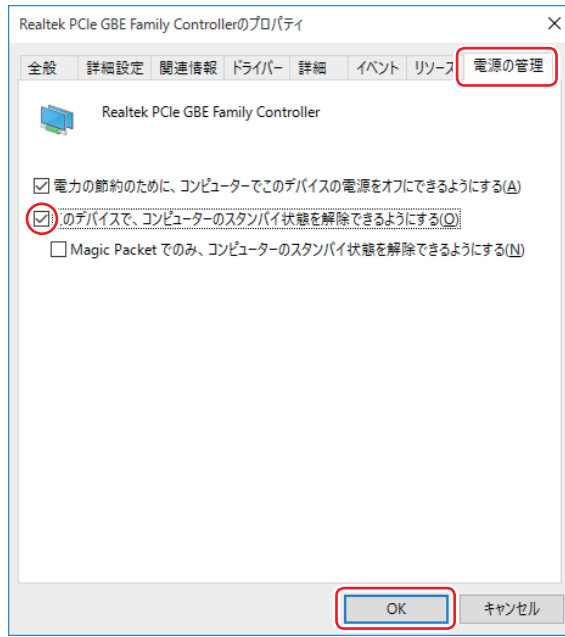 Realtek PCIe GBE Family Controllerのプロパティ
全般 詳細設定 関連情報 ドライバー 詳細 イベント リソース 電源の管理
Realtek PCIe GBE Family Controller
電力の節約のために、コンピューターでこのデバイスの電源をオフにできるようにする(A)
このデバイスで、コンピューターのスタンバイ状態を解除できるようにする(O)
Magic Packet でのみ、コンピューターのスタンバイ状態を解除できるようにする(N)
OK キャンセル